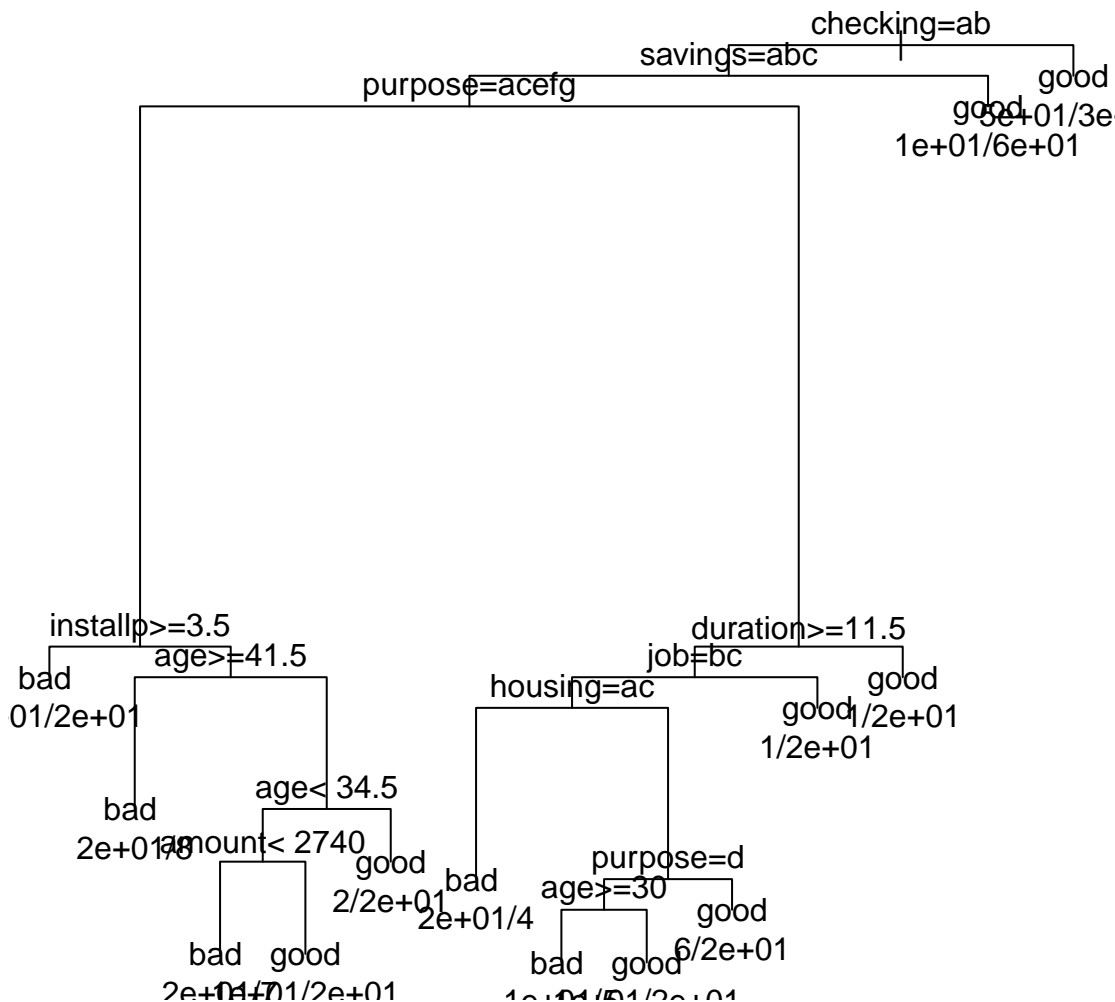 checking=ab
savings=abc
purpose=acefg
good
good
1e+01/6e+01
installp>=3.5
duration>=11.5
age>=41.5
job=bc
bad
01/2e+01
housing=ac
good
1/2e+01
good
1/2e+01
age< 34.5
bad
2e+01/8
amount< 2740
good
2/2e+01
purpose=d
bad
2e+01/4
age>=30
good
6/2e+01
bad
good
bad
good